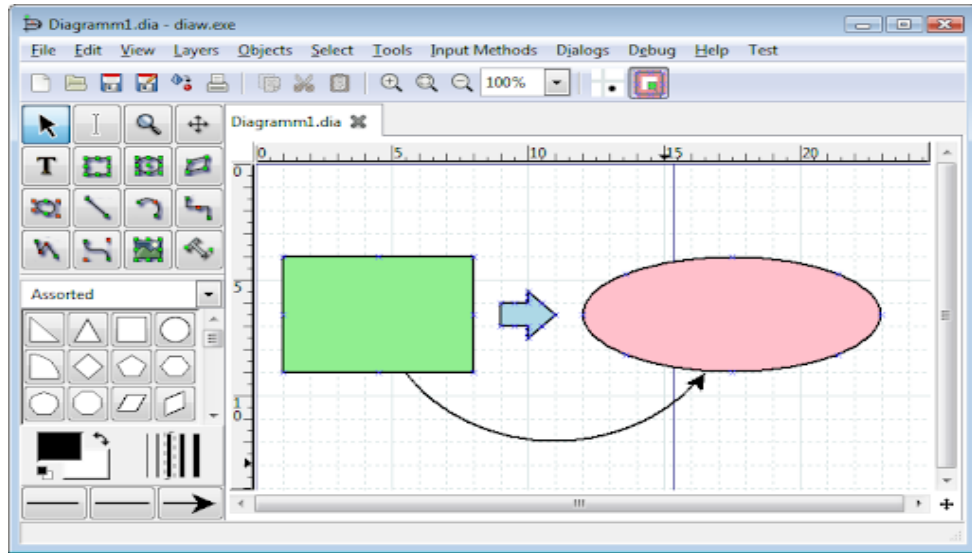 Diagramm1.dia - diaw.exe
File Edit View Layers Objects Select Tools Input Methods Dialogs Debug Help Test
100%
Diagramm1.dia
0 5 10 15 20
T
0
5
Assorted
10